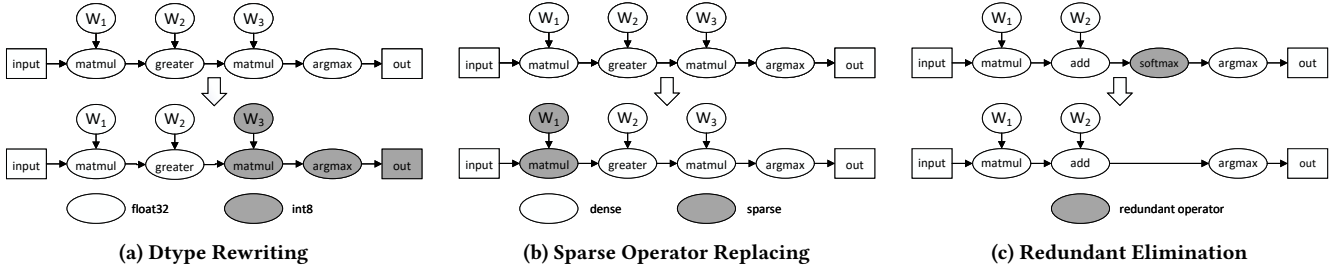 W1 W2 W3
input matmul greater matmul argmax out
W1 W2 W3
input matmul greater matmul argmax out
float32 int8
(a) Dtype Rewriting
W1 W2 W3
input matmul greater matmul argmax out
W1 W2 W3
input matmul greater matmul argmax out
dense sparse
(b) Sparse Operator Replacing
W1 W2
input matmul add softmax argmax out
W1 W2
input matmul add argmax out
redundant operator
(c) Redundant Elimination